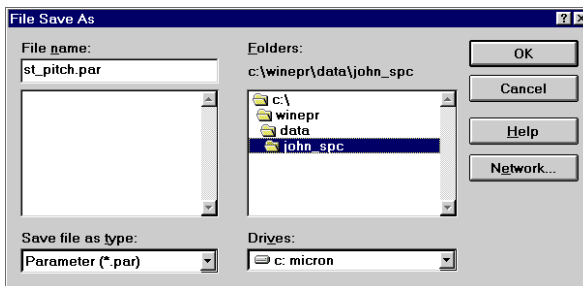 File Save As
File name:
st_pitch.par
Folders:
c:\winepr\data\john_spc
c:\
winepr
data
john_spc
OK
Cancel
Help
Network...
Save file as type:
Parameter (*.par)
Drives:
c: micron